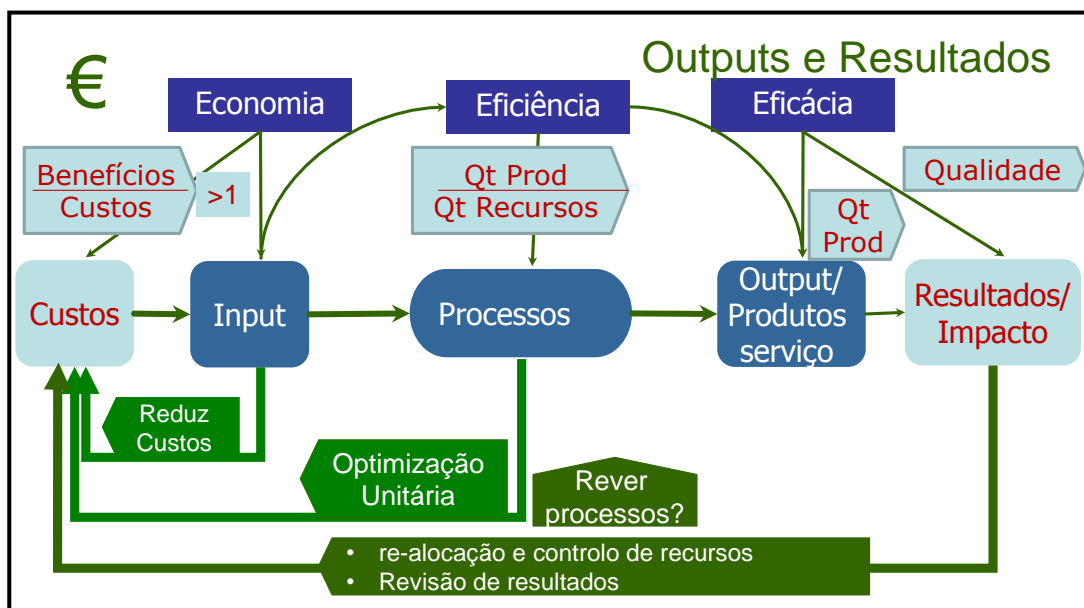 €
Outputs e Resultados
Economia
Eficiência
Eficácia
Benefícios
Custos
>1
Qt Prod
Qt Recursos
Qualidade
Qt
Prod
Custos
Input
Processos
Output/
Produtos
serviço
Resultados/
Impacto
Reduz
Custos
Optimização
Unitária
Rever
processos?
• re-alocação e controlo de recursos
• Revisão de resultados